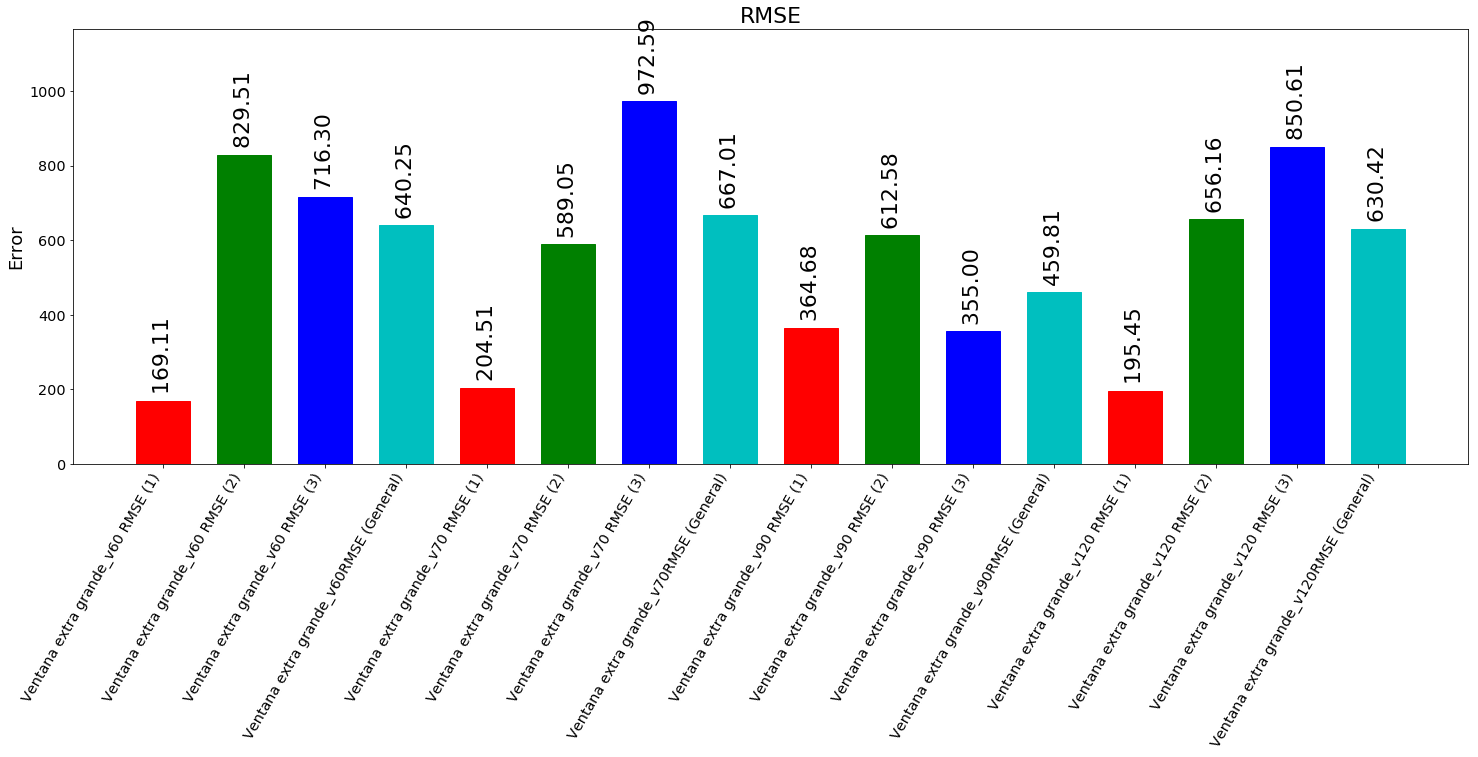 RMSE
Error
1000
800
600
400
200
0
169.11
829.51
716.30
640.25
204.51
589.05
972.59
667.01
364.68
612.58
355.00
459.81
195.45
656.16
850.61
630.42
Ventana extra grande_v60 RMSE (1)
Ventana extra grande_v60 RMSE (2)
Ventana extra grande_v60 RMSE (3)
Ventana extra grande_v60RMSE (General)
Ventana extra grande_v70 RMSE (1)
Ventana extra grande_v70 RMSE (2)
Ventana extra grande_v70 RMSE (3)
Ventana extra grande_v70RMSE (General)
Ventana extra grande_v90 RMSE (1)
Ventana extra grande_v90 RMSE (2)
Ventana extra grande_v90 RMSE (3)
Ventana extra grande_v90RMSE (General)
Ventana extra grande_v120 RMSE (1)
Ventana extra grande_v120 RMSE (2)
Ventana extra grande_v120 RMSE (3)
Ventana extra grande_v120RMSE (General)